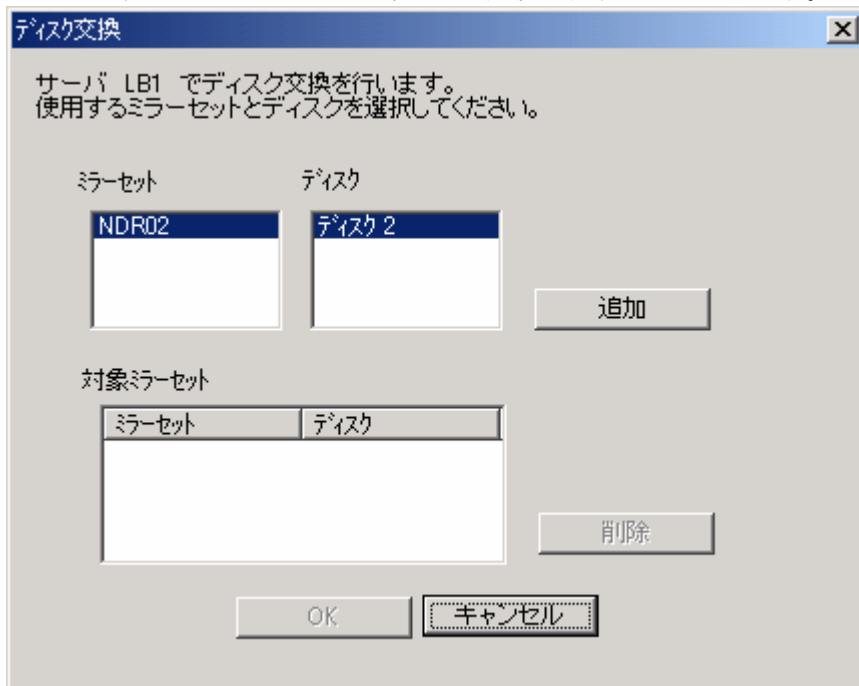 ディスク交換
サーバ LB1 でディスク交換を行います。
使用するミラーセットとディスクを選択してください。
ミラーセット ディスク
NDR02 ディスク 2
追加
対象ミラーセット
ミラーセット ディスク
削除
OK キャンセル